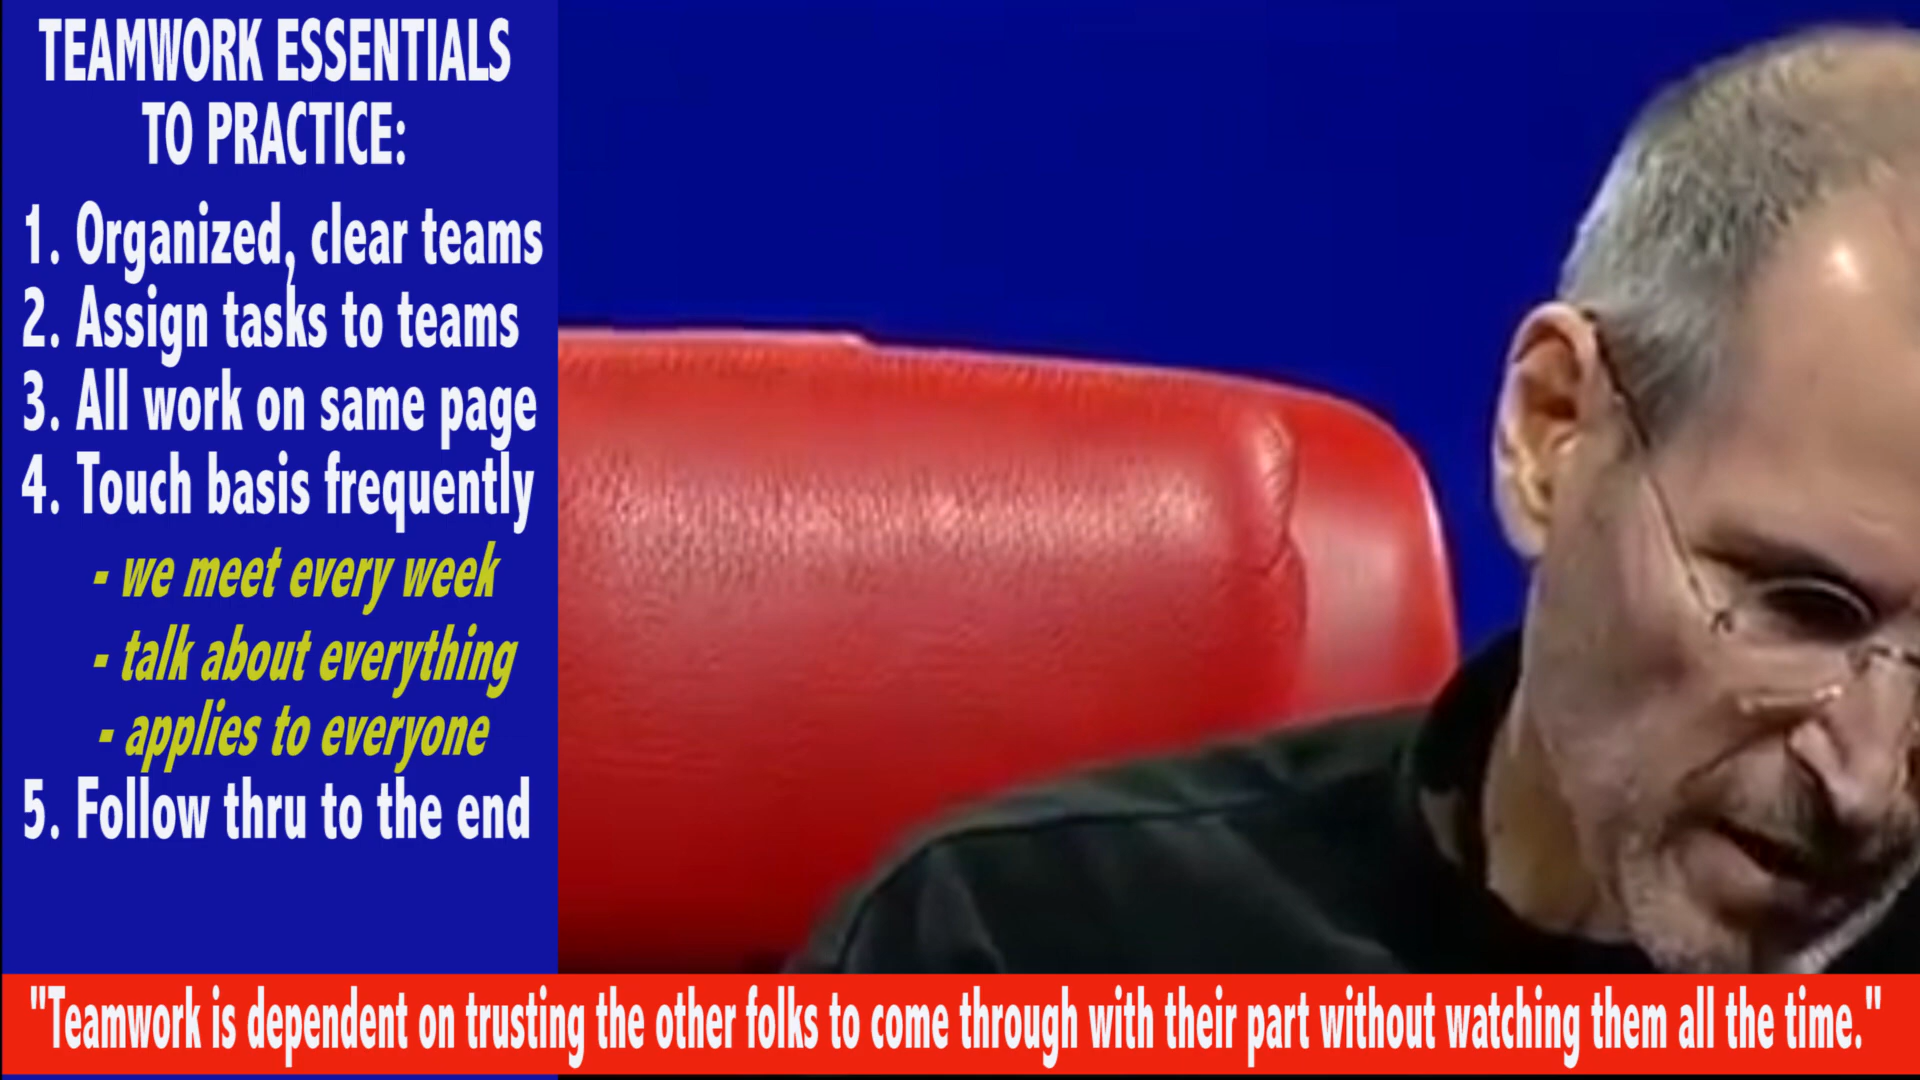 TEAMWORK ESSENTIALS
TO PRACTICE:
1. Organized, clear teams
2. Assign tasks to teams
3. All work on same page
4. Touch basis frequently
- we meet every week
- talk about everything
- applies to everyone
5. Follow thru to the end
"Teamwork is dependent on trusting the other folks to come through with their part without watching them all the time."